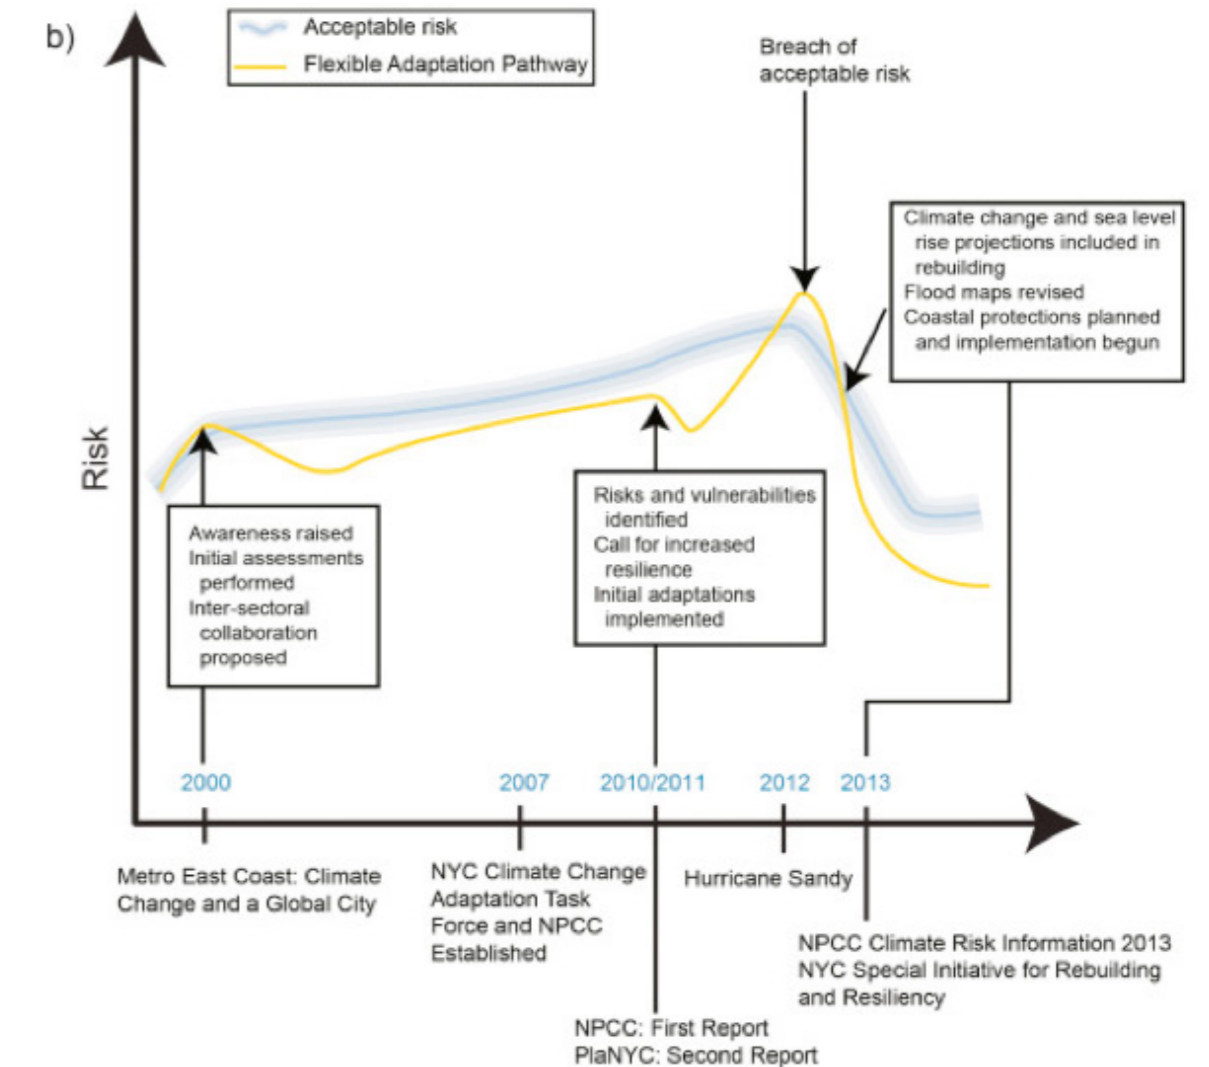 b)
Acceptable risk
Flexible Adaptation Pathway
Breach of
acceptable risk
Climate change and sea level
rise projections included in
rebuilding
Flood maps revised
Coastal protections planned
and implementation begun
Risk
Awareness raised
Initial assessments
performed
Inter-sectoral
collaboration
proposed
Risks and vulnerabilities
identified
Call for increased
resilience
Initial adaptations
implemented
2000
2007
2010/2011
2012
2013
Metro East Coast: Climate
Change and a Global City
NYC Climate Change
Adaptation Task
Force and NPCC
Established
Hurricane Sandy
NPCC Climate Risk Information 2013
NYC Special Initiative for Rebuilding
and Resiliency
NPCC: First Report
PlaNYC: Second Report